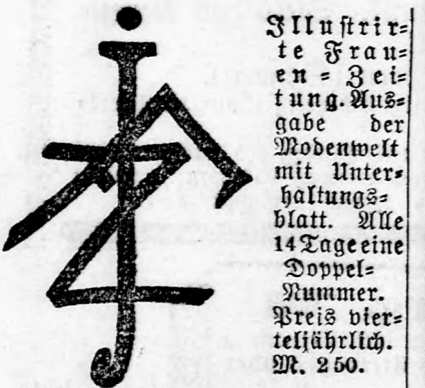 Illustrir=
te Frau=
en = Zei=
tung. Aus=
gabe der
Modenwelt
mit Unter=
haltungs=
blatt. Alle
14 Tage eine
Doppel=
Nummer.
Preis vier=
teljährlich.
M. 2 50.